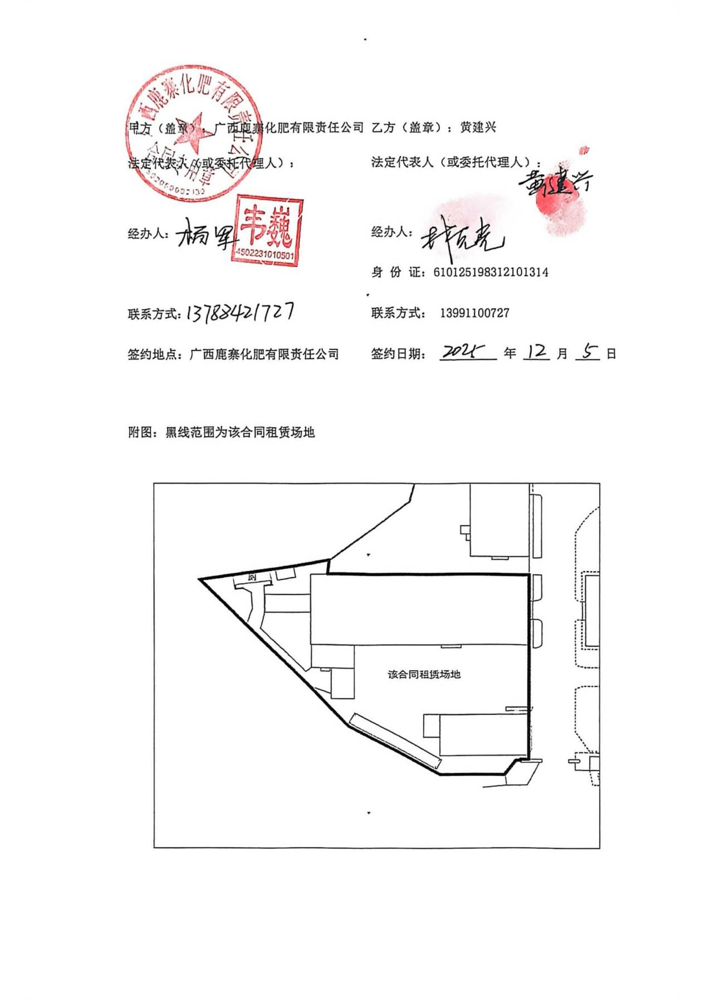 广西鹿寨化肥有限责任公司
合同专用章
甲方（盖章）：广西鹿寨化肥有限责任公司 乙方（盖章）：黄建兴
法定代表人（或委托代理人）： 法定代表人（或委托代理人）：
黄建兴
韦巍
4502231010501
经办人：杨军 经办人：
身 份 证：610125198312101314
联系方式：13788421727 联系方式： 13991100727
签约地点：广西鹿寨化肥有限责任公司 签约日期： 2025 年 12 月 5 日
附图：黑线范围为该合同租赁场地
该合同租赁场地